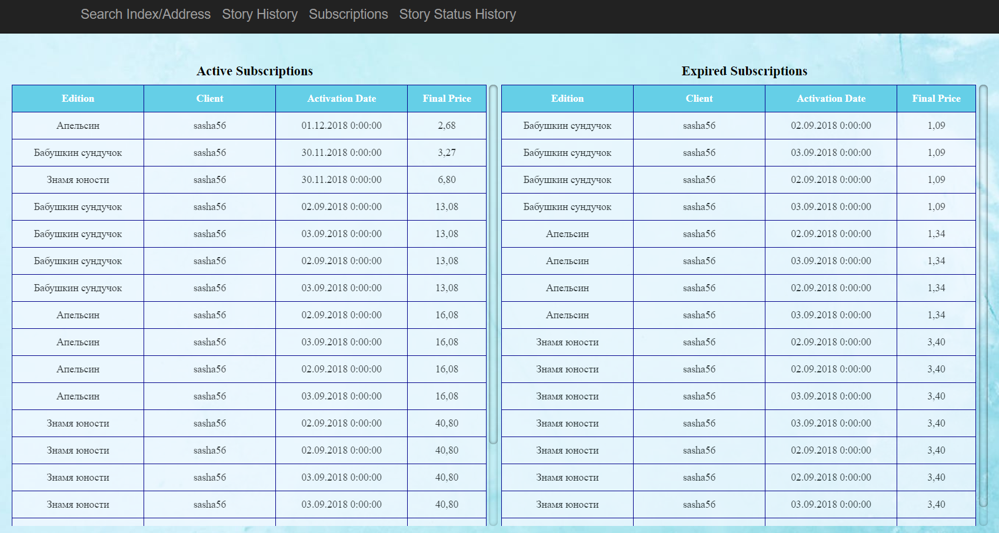 Search Index/Address Story History Subscriptions Story Status History
Active Subscriptions
Edition Client Activation Date Final Price
Апельсин sasha56 01.12.2018 0:00:00 2,68
Бабушкин сундучок sasha56 30.11.2018 0:00:00 3,27
Знамя юности sasha56 30.11.2018 0:00:00 6,80
Бабушкин сундучок sasha56 02.09.2018 0:00:00 13,08
Бабушкин сундучок sasha56 03.09.2018 0:00:00 13,08
Бабушкин сундучок sasha56 02.09.2018 0:00:00 13,08
Бабушкин сундучок sasha56 03.09.2018 0:00:00 13,08
Апельсин sasha56 02.09.2018 0:00:00 16,08
Апельсин sasha56 03.09.2018 0:00:00 16,08
Апельсин sasha56 02.09.2018 0:00:00 16,08
Апельсин sasha56 03.09.2018 0:00:00 16,08
Знамя юности sasha56 02.09.2018 0:00:00 40,80
Знамя юности sasha56 02.09.2018 0:00:00 40,80
Знамя юности sasha56 03.09.2018 0:00:00 40,80
Знамя юности sasha56 03.09.2018 0:00:00 40,80
Expired Subscriptions
Edition Client Activation Date Final Price
Бабушкин сундучок sasha56 02.09.2018 0:00:00 1,09
Бабушкин сундучок sasha56 03.09.2018 0:00:00 1,09
Бабушкин сундучок sasha56 02.09.2018 0:00:00 1,09
Бабушкин сундучок sasha56 03.09.2018 0:00:00 1,09
Апельсин sasha56 02.09.2018 0:00:00 1,34
Апельсин sasha56 03.09.2018 0:00:00 1,34
Апельсин sasha56 02.09.2018 0:00:00 1,34
Апельсин sasha56 03.09.2018 0:00:00 1,34
Знамя юности sasha56 02.09.2018 0:00:00 3,40
Знамя юности sasha56 02.09.2018 0:00:00 3,40
Знамя юности sasha56 03.09.2018 0:00:00 3,40
Знамя юности sasha56 03.09.2018 0:00:00 3,40
Знамя юности sasha56 02.09.2018 0:00:00 3,40
Знамя юности sasha56 02.09.2018 0:00:00 3,40
Знамя юности sasha56 03.09.2018 0:00:00 3,40